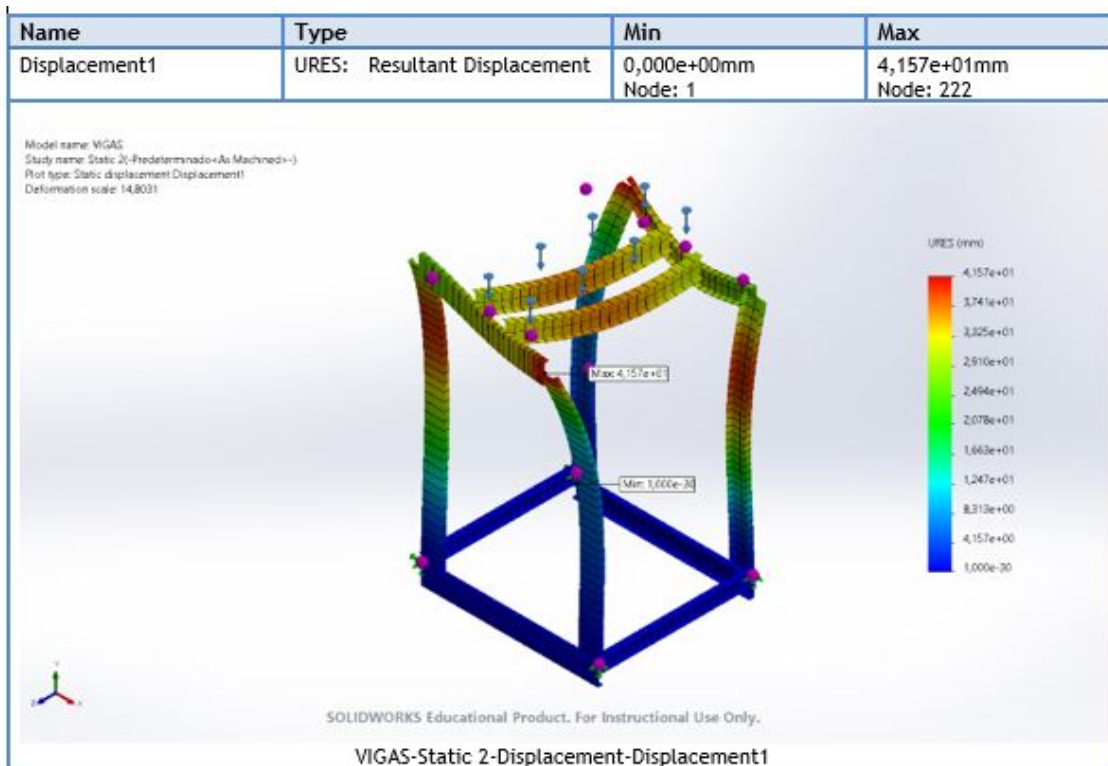 Name Type Min Max
Displacement1 URES: Resultant Displacement 0,000e+00mm 4,157e+01mm
Node: 1 Node: 222
Model name: VIGAS
Study name: Static 2(-Predeterminado<As Machined>-)
Plot type: Static displacement Displacement1
Deformation scale: 14,8031
URES (mm)
4,157e+01
3,741e+01
3,325e+01
2,910e+01
2,494e+01
2,078e+01
1,663e+01
1,247e+01
8,313e+00
4,157e+00
1,000e-30
Max: 4,157e+01
Min: 1,000e-30
Y
Z
X
SOLIDWORKS Educational Product. For Instructional Use Only.
VIGAS-Static 2-Displacement-Displacement1